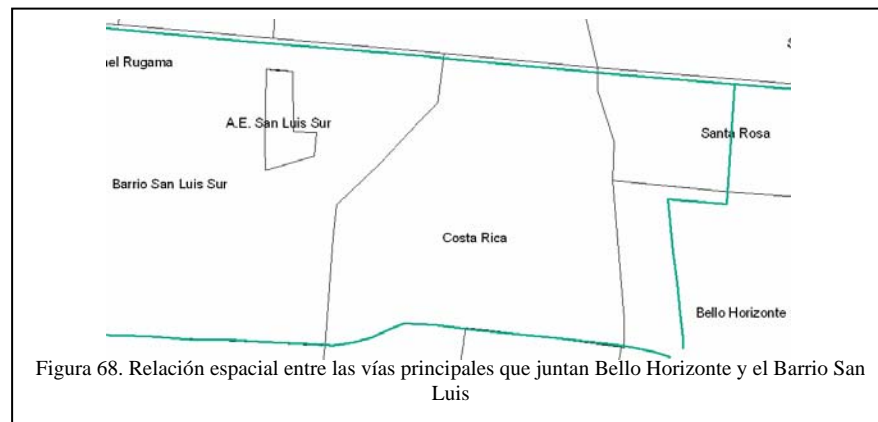 uel Rugama
S
A.E. San Luis Sur
Santa Rosa
Barrio San Luis Sur
Costa Rica
Bello Horizonte
Figura 68. Relación espacial entre las vías principales que juntan Bello Horizonte y el Barrio San
Luis